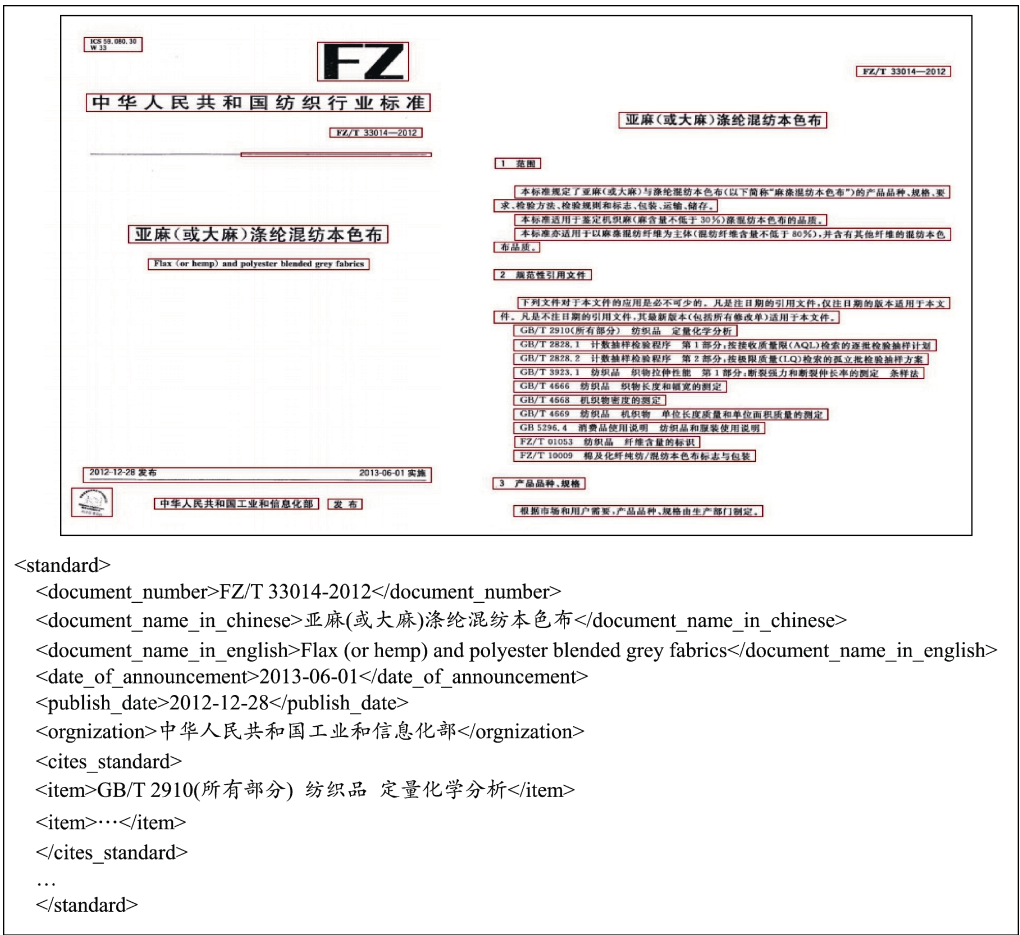 ICS 59.080.30
W 33
FZ
中华人民共和国纺织行业标准
FZ/T 33014—2012
亚麻(或大麻)涤纶混纺本色布
Flax (or hemp) and polyester blended grey fabrics
2012-12-28 发布
2013-06-01 实施
中华人民共和国工业和信息化部 发布
FZ/T 33014—2012
亚麻(或大麻)涤纶混纺本色布
1 范围
本标准规定了亚麻(或大麻)与涤纶混纺本色布(以下简称“麻涤混纺本色布”)的产品品种、规格、要
求、检验方法、检验规则和标志、包装、运输、储存。
本标准适用于鉴定机织麻(麻含量不低于 30%)涤混纺本色布的品质。
本标准亦适用于以麻涤混纺纤维为主体(混纺纤维含量不低于 80%),并含有其他纤维的混纺本色
布品质。
2 规范性引用文件
下列文件对于本文件的应用是必不可少的。凡是注日期的引用文件,仅注日期的版本适用于本文
件。凡是不注日期的引用文件,其最新版本(包括所有修改单)适用于本文件。
GB/T 2910(所有部分) 纺织品 定量化学分析
GB/T 2828.1 计数抽样检验程序 第 1 部分:按接收质量限(AQL)检索的逐批检验抽样计划
GB/T 2828.2 计数抽样检验程序 第 2 部分:按极限质量(LQ)检索的孤立批检验抽样方案
GB/T 3923.1 纺织品 织物拉伸性能 第 1 部分:断裂强力和断裂伸长率的测定 条样法
GB/T 4666 纺织品 织物长度和幅宽的测定
GB/T 4668 机织物密度的测定
GB/T 4669 纺织品 机织物 单位长度质量和单位面积质量的测定
GB 5296.4 消费品使用说明 纺织品和服装使用说明
FZ/T 01053 纺织品 纤维含量的标识
FZ/T 10009 棉及化纤纯纺/混纺本色布标志与包装
3 产品品种、规格
根据市场和用户需要,产品品种、规格由生产部门制定。
<standard>
<document_number>FZ/T 33014-2012</document_number>
<document_name_in_chinese>亚麻(或大麻)涤纶混纺本色布</document_name_in_chinese>
<document_name_in_english>Flax (or hemp) and polyester blended grey fabrics</document_name_in_english>
<date_of_announcement>2013-06-01</date_of_announcement>
<publish_date>2012-12-28</publish_date>
<orgnization>中华人民共和国工业和信息化部</orgnization>
<cites_standard>
<item>GB/T 2910(所有部分) 纺织品 定量化学分析</item>
<item>…</item>
</cites_standard>
…
</standard>